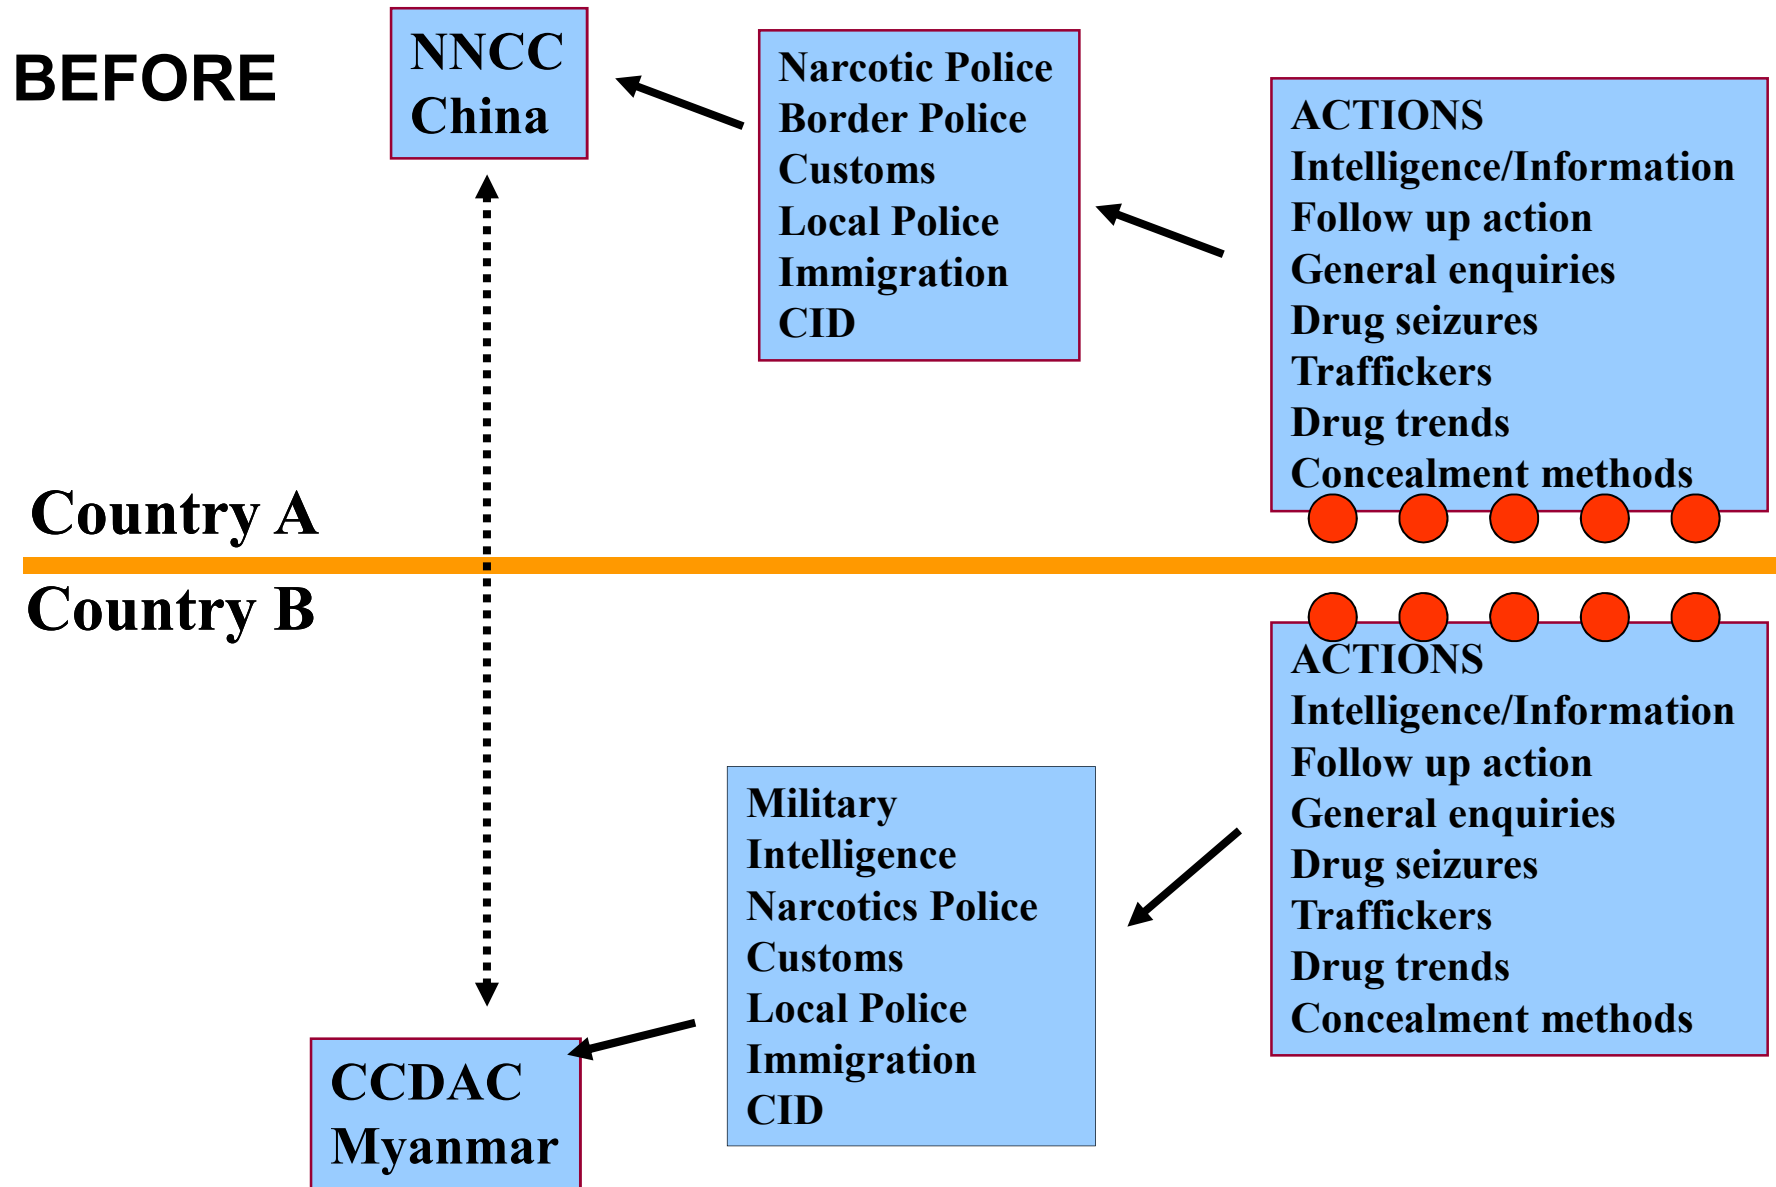 BEFORE
NNCC
China
Narcotic Police
Border Police
Customs
Local Police
Immigration
CID
ACTIONS
Intelligence/Information
Follow up action
General enquiries
Drug seizures
Traffickers
Drug trends
Concealment methods
Country A
Country B
ACTIONS
Intelligence/Information
Follow up action
General enquiries
Drug seizures
Traffickers
Drug trends
Concealment methods
Military
Intelligence
Narcotics Police
Customs
Local Police
Immigration
CID
CCDAC
Myanmar